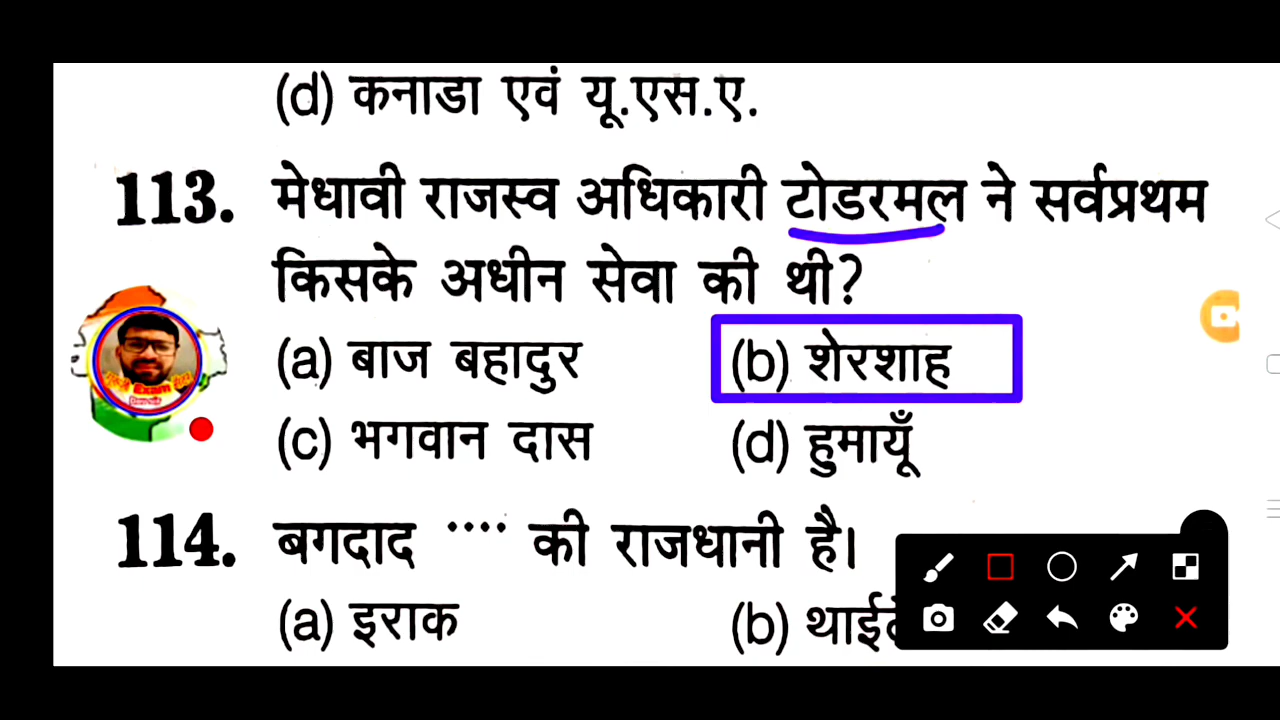 (d) कनाडा एवं यू.एस.ए.
113. मेधावी राजस्व अधिकारी टोडरमल ने सर्वप्रथम
किसके अधीन सेवा की थी?
(a) बाज बहादुर (b) शेरशाह
(c) भगवान दास (d) हुमायूँ
114. बगदाद .... की राजधानी है।
(a) इराक (b)
Exam